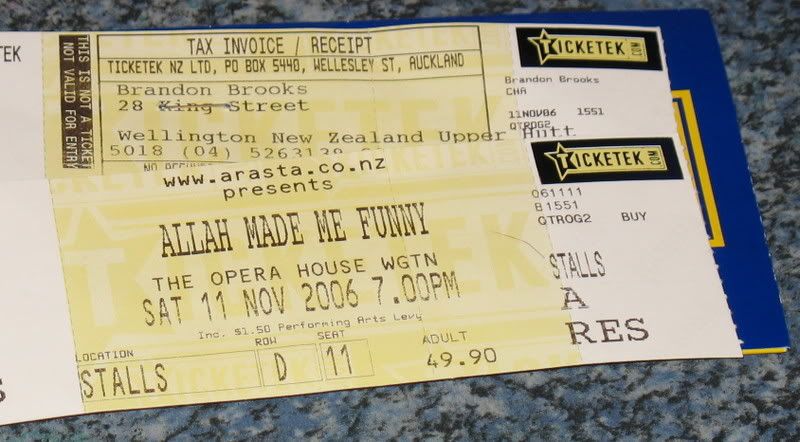 TEK
THIS IS NOT A TICKET
NOT VALID FOR ENTRY
TAX INVOICE / RECEIPT
TICKETEK NZ LTD, PO BOX 5440, WELLESLEY ST, AUCKLAND
Brandon Brooks
28 King Street
Wellington New Zealand Upper Hutt
5018 (04)
TICKETEK.COM
Brandon Brooks
CHA
11NOV06 1551
QTROG2
www.arasta.co.nz
presents
ALLAH MADE ME FUNNY
THE OPERA HOUSE WGTN
SAT 11 NOV 2006 7.00PM
Inc. $1.50 Performing Arts Levy
LOCATION ROW SEAT ADULT
STALLS D 11 49.90
TICKETEK.COM
061111
B1551
QTROG2 BUY
STALLS
A
RES